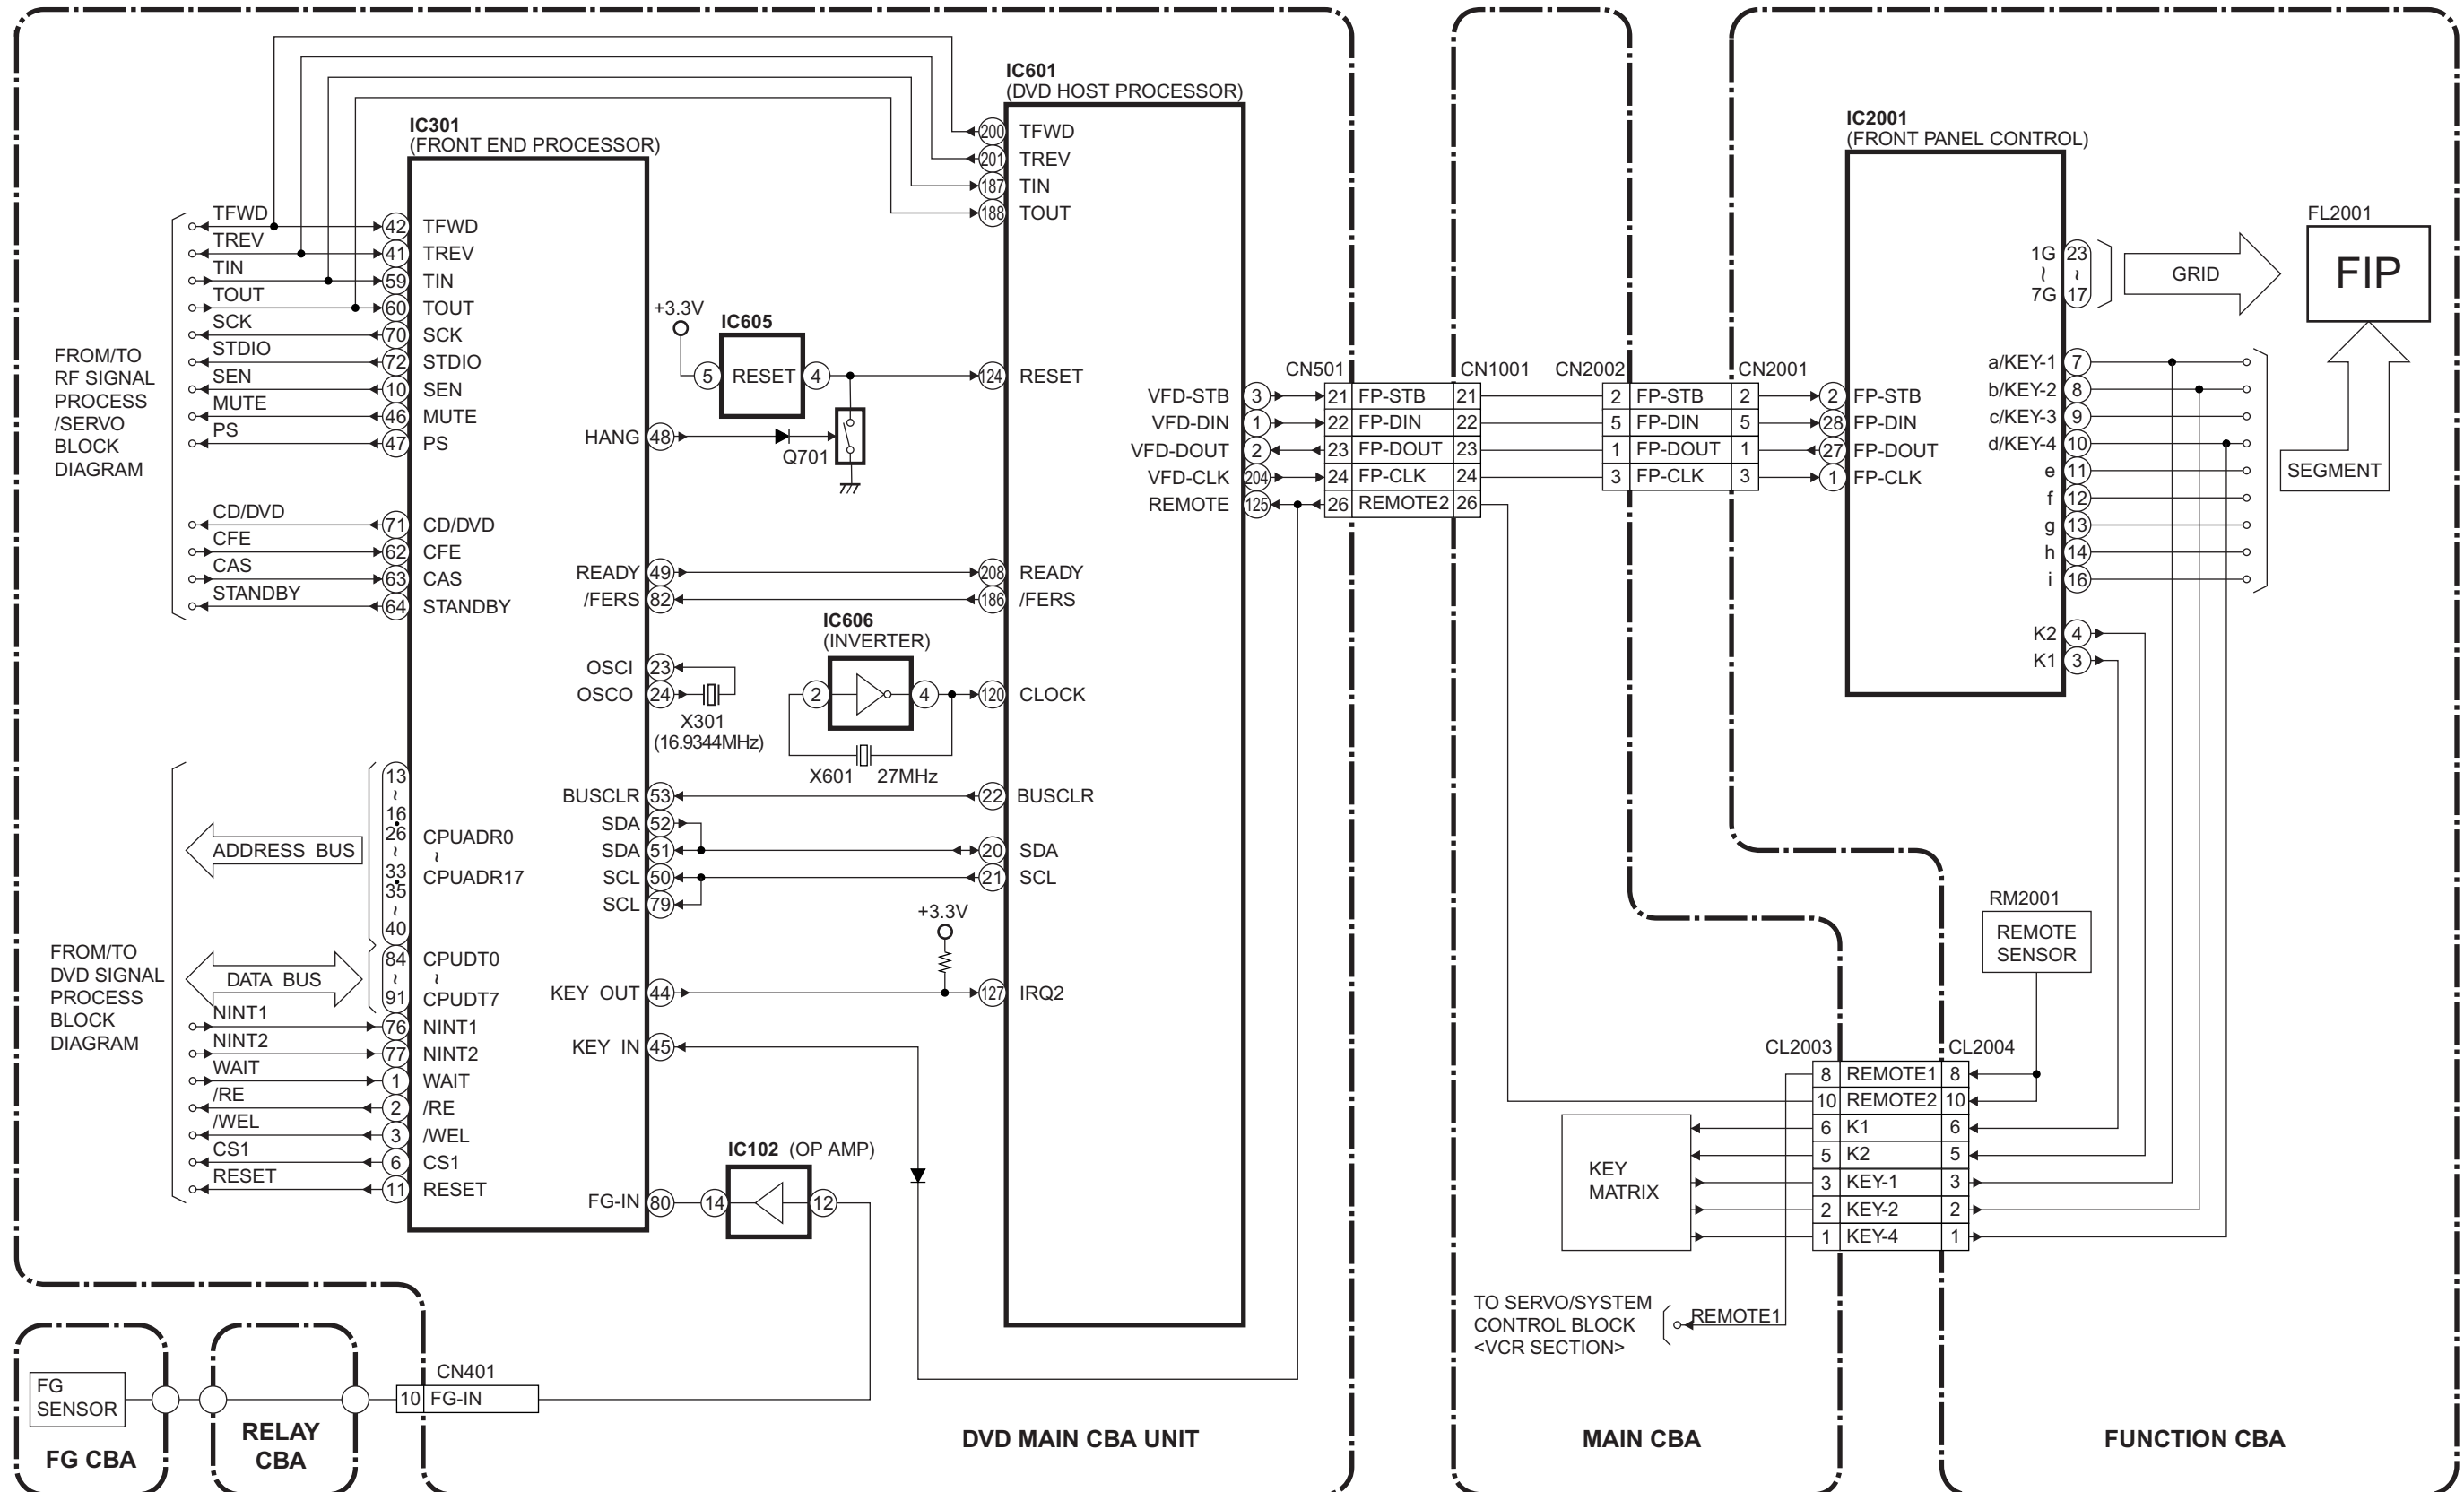 IC601
(DVD HOST PROCESSOR)
200 TFWD
201 TREV
187 TIN
188 TOUT
124 RESET
208 READY
186 /FERS
120 CLOCK
22 BUSCLR
20 SDA
21 SCL
127 IRQ2
VFD-STB 3
VFD-DIN 1
VFD-DOUT 2
VFD-CLK 204
REMOTE 125
IC301
(FRONT END PROCESSOR)
FROM/TO
RF SIGNAL
PROCESS
/SERVO
BLOCK
DIAGRAM
TFWD 42 TFWD
TREV 41 TREV
TIN 59 TIN
TOUT 60 TOUT
SCK 70 SCK
STDIO 72 STDIO
SEN 10 SEN
MUTE 46 MUTE
PS 47 PS
CD/DVD 71 CD/DVD
CFE 62 CFE
CAS 63 CAS
STANDBY 64 STANDBY
FROM/TO
DVD SIGNAL
PROCESS
BLOCK
DIAGRAM
ADDRESS BUS
13
~
16
26
~
33
35
~
40
CPUADR0
~
CPUADR17
DATA BUS
84 CPUDT0
~ ~
91 CPUDT7
NINT1 76 NINT1
NINT2 77 NINT2
WAIT 1 WAIT
/RE 2 /RE
/WEL 3 /WEL
CS1 6 CS1
RESET 11 RESET
HANG 48
READY 49
/FERS 82
OSCI 23
OSCO 24
BUSCLR 53
SDA 52
SDA 51
SCL 50
SCL 79
KEY OUT 44
KEY IN 45
FG-IN 80
+3.3V
IC605
5 RESET 4
Q701
IC606
(INVERTER)
2 4
X301
(16.9344MHz)
X601 27MHz
+3.3V
IC102 (OP AMP)
14 12
CN501 CN1001
21 FP-STB 21
22 FP-DIN 22
23 FP-DOUT 23
24 FP-CLK 24
26 REMOTE2 26
CN2002 CN2001
2 FP-STB 2
5 FP-DIN 5
1 FP-DOUT 1
3 FP-CLK 3
IC2001
(FRONT PANEL CONTROL)
2 FP-STB
28 FP-DIN
27 FP-DOUT
1 FP-CLK
1G 23
~ ~
7G 17
GRID
FL2001
FIP
SEGMENT
a/KEY-1 7
b/KEY-2 8
c/KEY-3 9
d/KEY-4 10
e 11
f 12
g 13
h 14
i 16
K2 4
K1 3
RM2001
REMOTE
SENSOR
CL2003 CL2004
8 REMOTE1 8
10 REMOTE2 10
6 K1 6
5 K2 5
3 KEY-1 3
2 KEY-2 2
1 KEY-4 1
KEY
MATRIX
TO SERVO/SYSTEM
CONTROL BLOCK
<VCR SECTION>
REMOTE1
FG
SENSOR
CN401
10 FG-IN
FG CBA
RELAY
CBA
DVD MAIN CBA UNIT
MAIN CBA
FUNCTION CBA